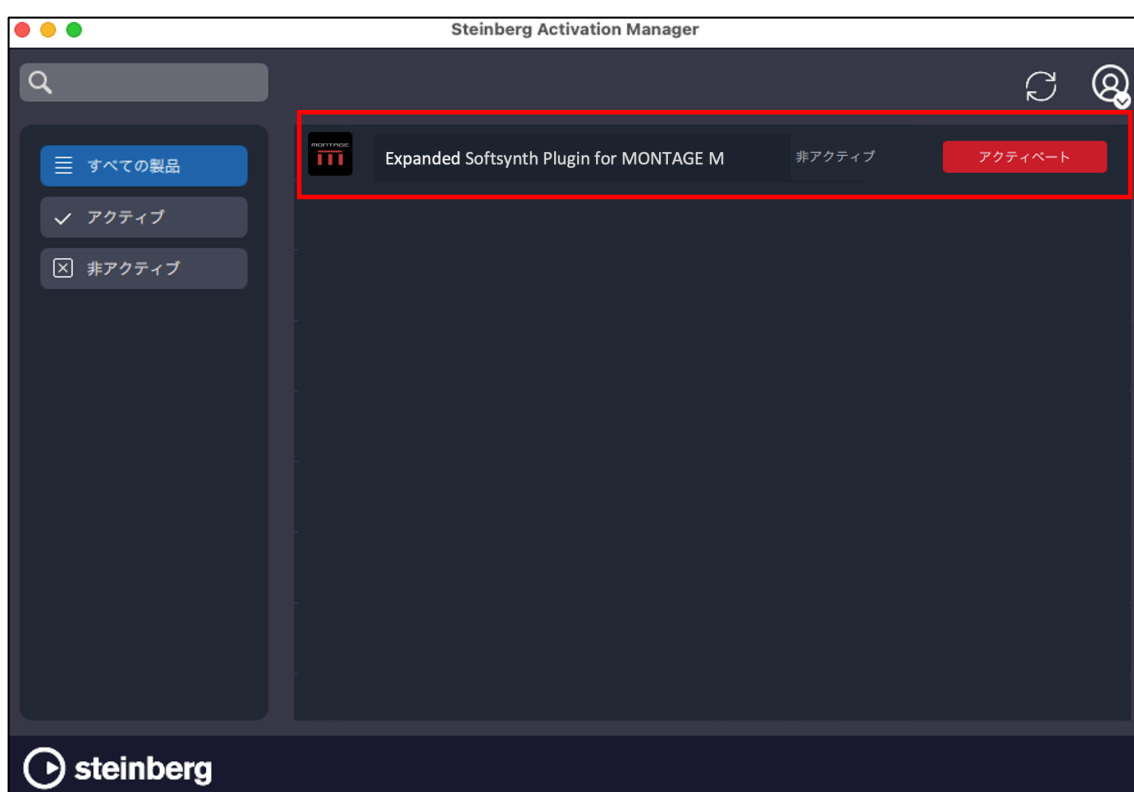 Steinberg Activation Manager
すべての製品
アクティブ
非アクティブ
MONTAGE
Expanded Softsynth Plugin for MONTAGE M
非アクティブ
アクティベート
steinberg